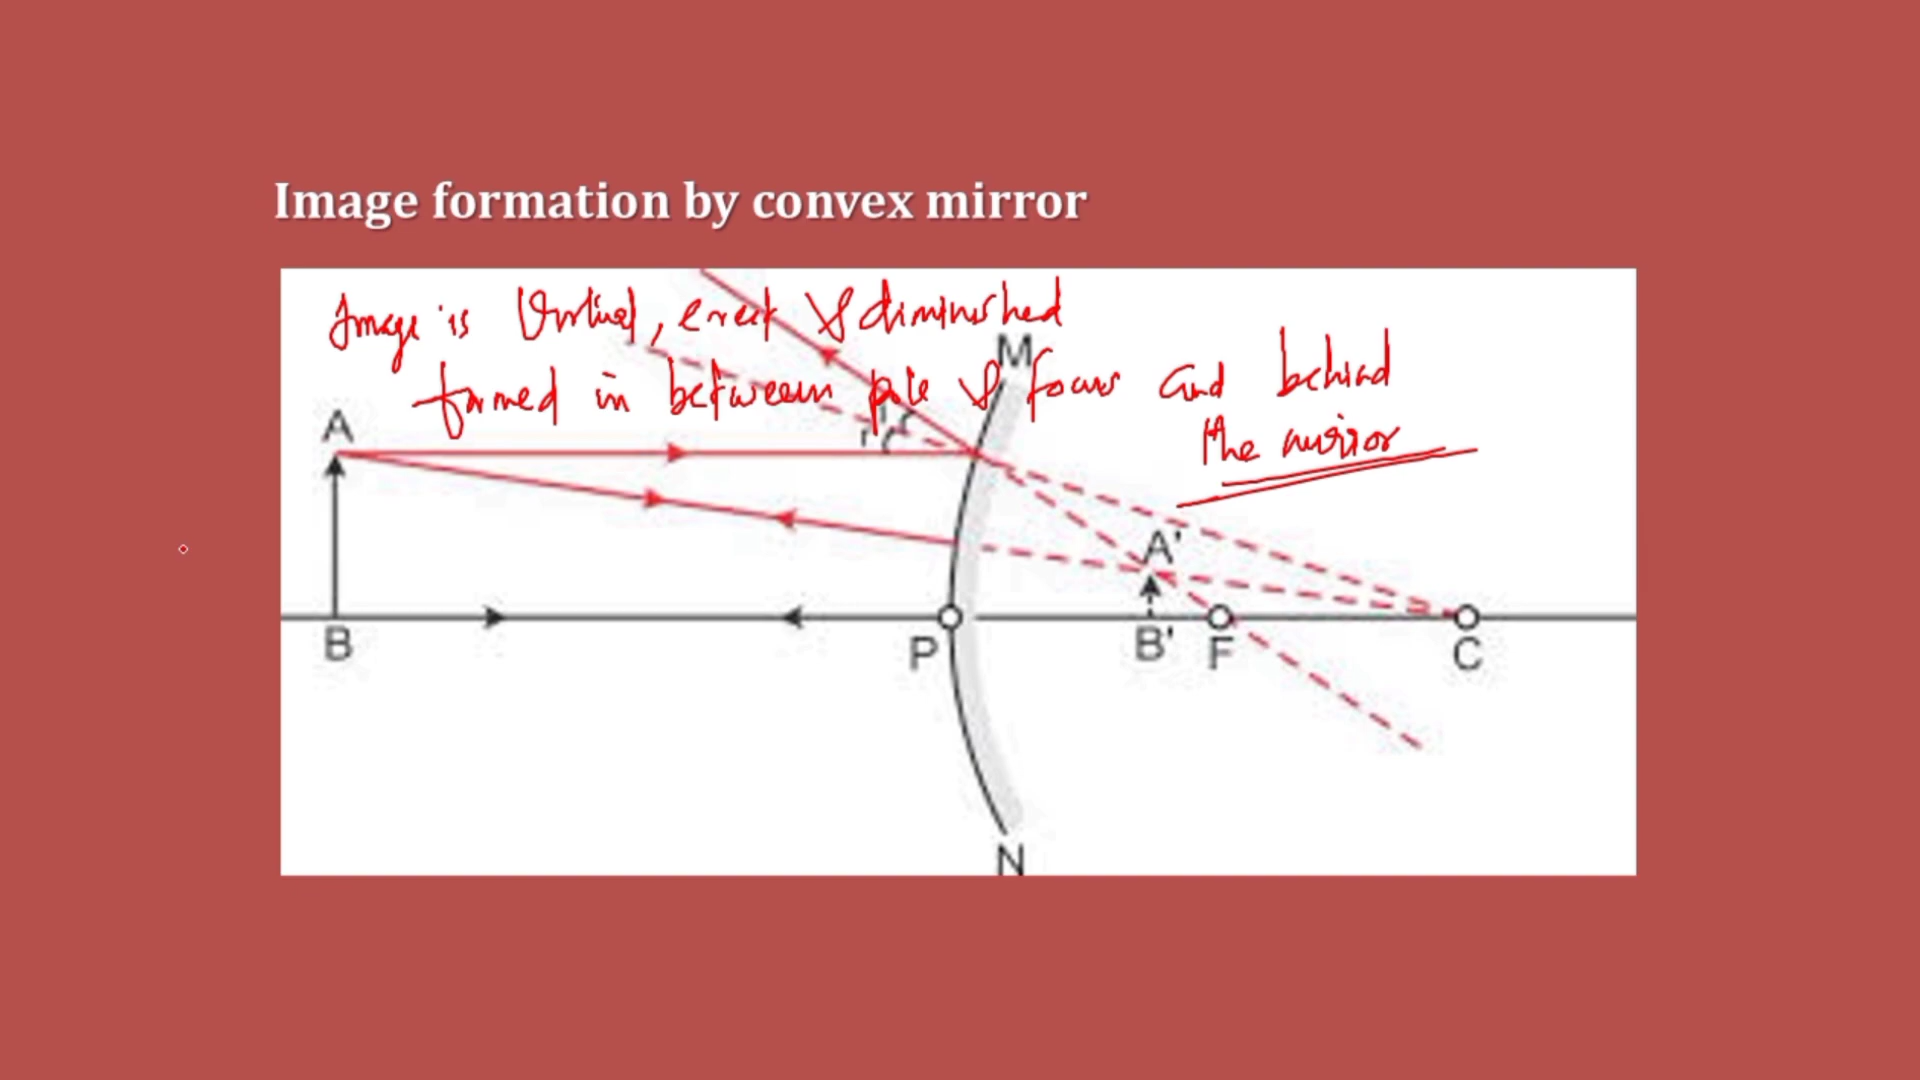 Image formation by convex mirror
Image is Virtual, erect & diminished
formed in between pole & focus and behind
the mirror
M
A
i
r
A'
B
P
B'
F
C
N